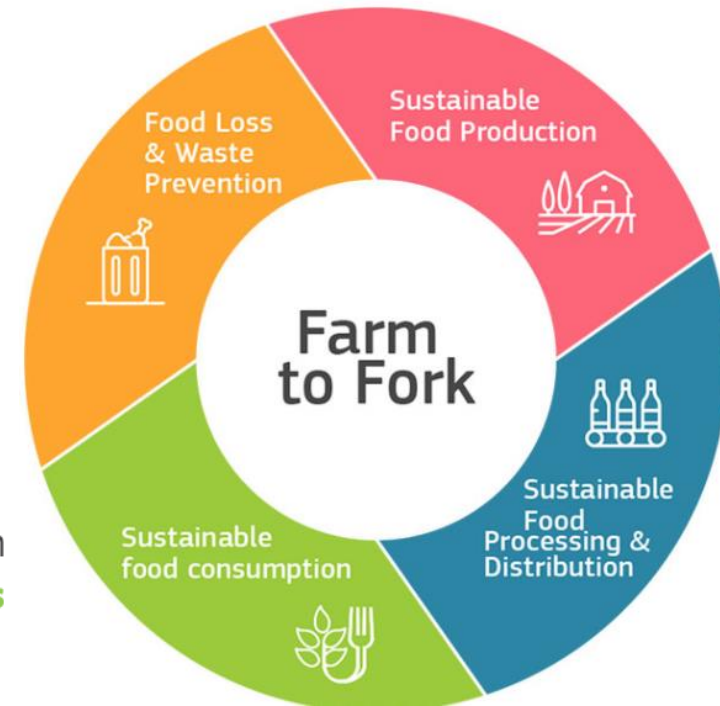 Food Loss
& Waste
Prevention
Sustainable
Food Production
Farm
to Fork
Sustainable
Food
Processing &
Distribution
Sustainable
food consumption